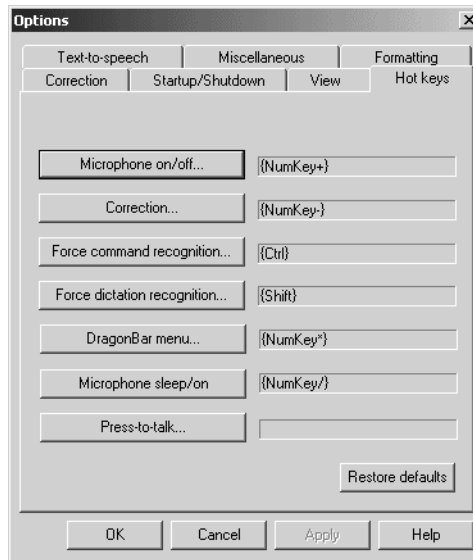 Options
Text-to-speech Miscellaneous Formatting
Correction Startup/Shutdown View Hot keys
Microphone on/off... {NumKey+}
Correction... {NumKey-}
Force command recognition... {Ctrl}
Force dictation recognition... {Shift}
DragonBar menu... {NumKey*}
Microphone sleep/on {NumKey/}
Press-to-talk...
Restore defaults
OK Cancel Apply Help